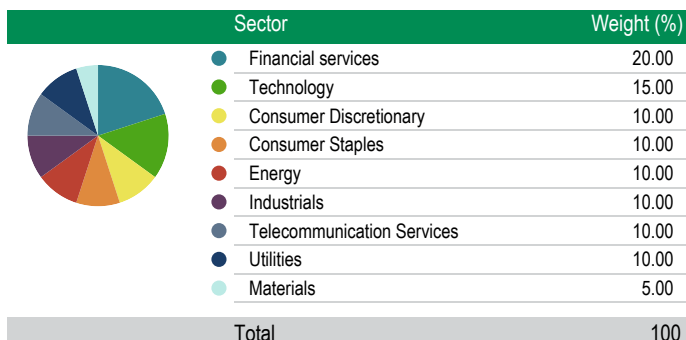 Sector Weight (%)
Financial services 20.00
Technology 15.00
Consumer Discretionary 10.00
Consumer Staples 10.00
Energy 10.00
Industrials 10.00
Telecommunication Services 10.00
Utilities 10.00
Materials 5.00
Total 100